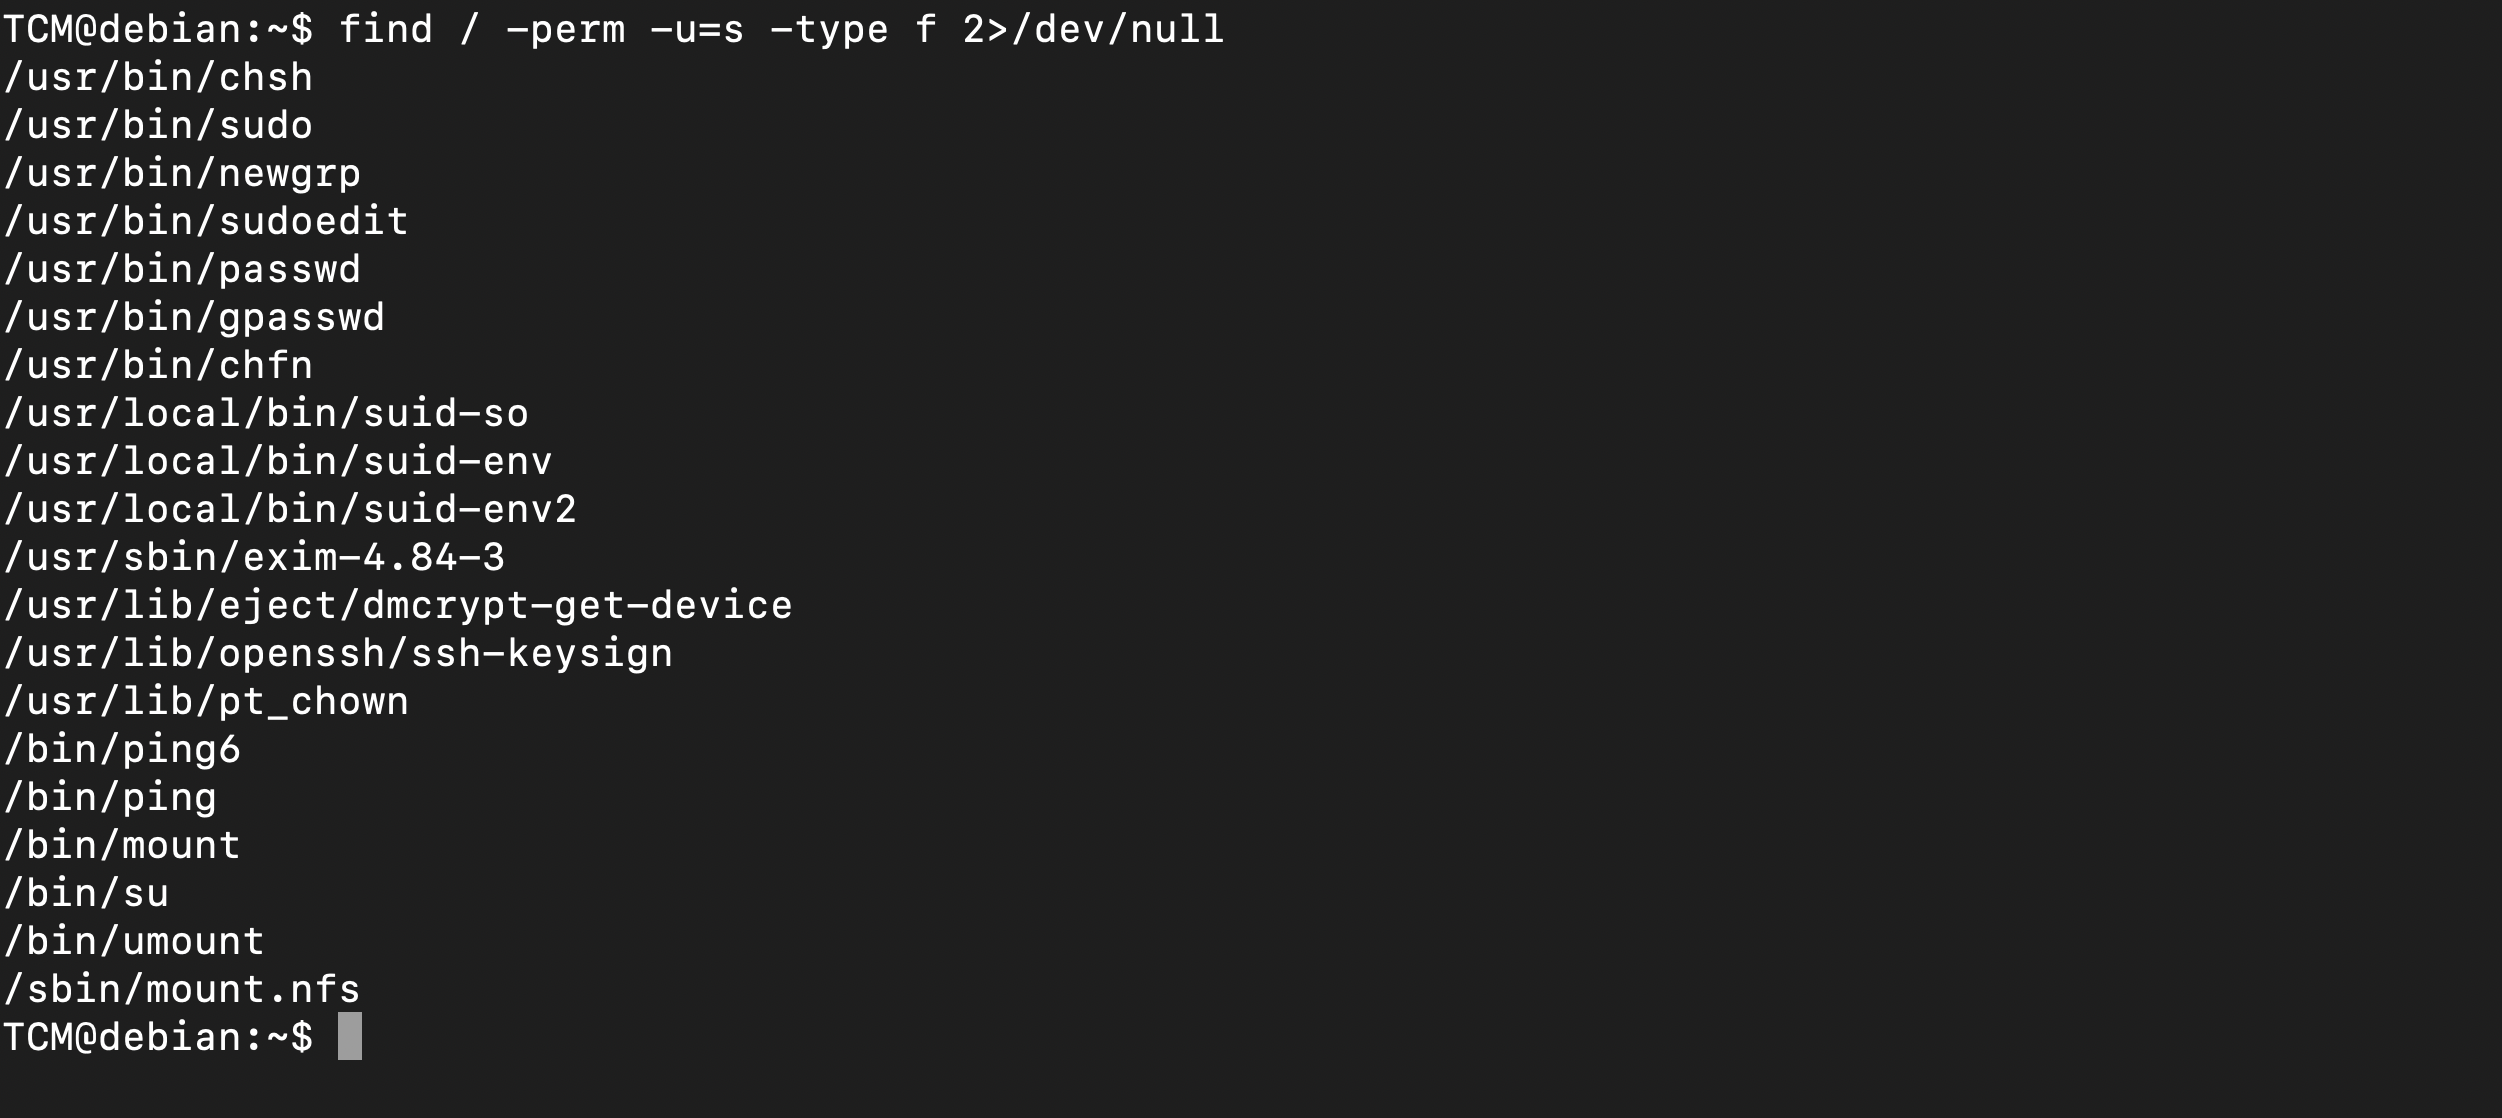 TCM@debian:~$ find / -perm -u=s -type f 2>/dev/null
/usr/bin/chsh
/usr/bin/sudo
/usr/bin/newgrp
/usr/bin/sudoedit
/usr/bin/passwd
/usr/bin/gpasswd
/usr/bin/chfn
/usr/local/bin/suid-so
/usr/local/bin/suid-env
/usr/local/bin/suid-env2
/usr/sbin/exim-4.84-3
/usr/lib/eject/dmcrypt-get-device
/usr/lib/openssh/ssh-keysign
/usr/lib/pt_chown
/bin/ping6
/bin/ping
/bin/mount
/bin/su
/bin/umount
/sbin/mount.nfs
TCM@debian:~$